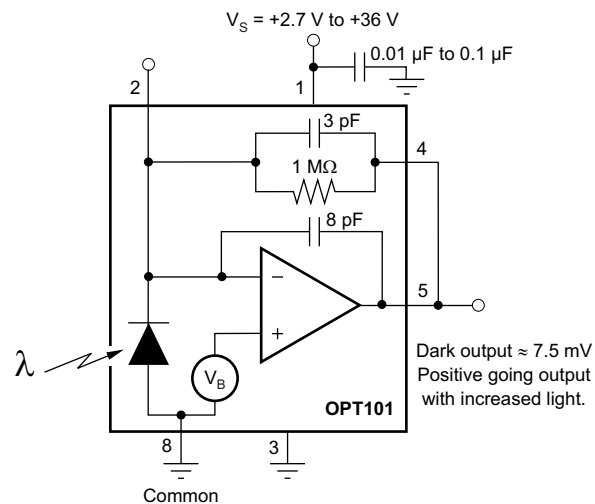 V_S = +2.7 V to +36 V
0.01 μF to 0.1 μF
2
1
3 pF
4
1 MΩ
8 pF
5
−
+
λ
V_B
Dark output ≈ 7.5 mV
Positive going output
with increased light.
OPT101
8
3
Common